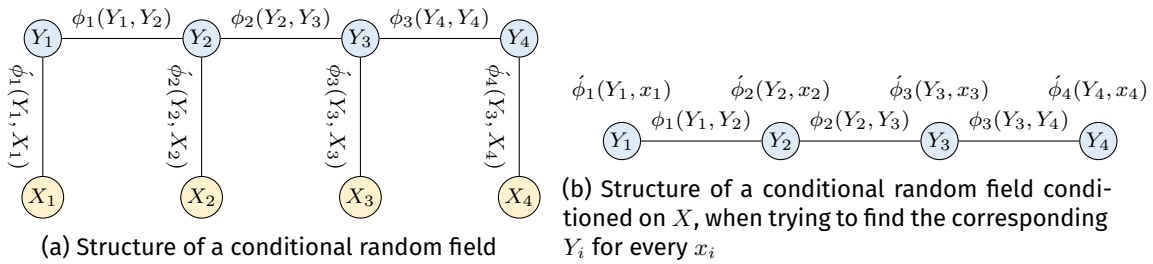 ϕ₁(Y₁, Y₂) ϕ₂(Y₂, Y₃) ϕ₃(Y₄, Y₄)
Y₁ Y₂ Y₃ Y₄
ϕ́₁(Y₁, X₁) ϕ́₂(Y₂, X₂) ϕ́₃(Y₃, X₃) ϕ́₄(Y₃, X₄)
X₁ X₂ X₃ X₄
(a) Structure of a conditional random field
ϕ́₁(Y₁, x₁) ϕ́₂(Y₂, x₂) ϕ́₃(Y₃, x₃) ϕ́₄(Y₄, x₄)
ϕ₁(Y₁, Y₂) ϕ₂(Y₂, Y₃) ϕ₃(Y₃, Y₄)
Y₁ Y₂ Y₃ Y₄
(b) Structure of a conditional random field condi-
tioned on X, when trying to find the corresponding
Yᵢ for every xᵢ